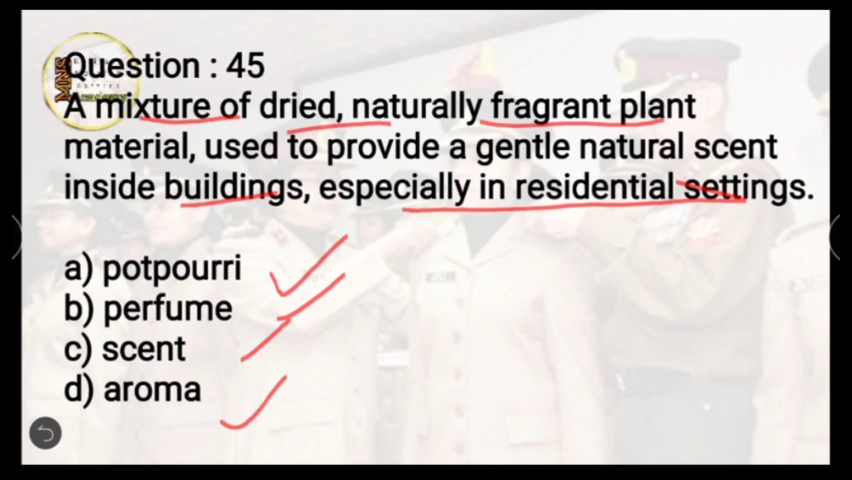 Question : 45
A mixture of dried, naturally fragrant plant
material, used to provide a gentle natural scent
inside buildings, especially in residential settings.
a) potpourri
b) perfume
c) scent
d) aroma
MNS